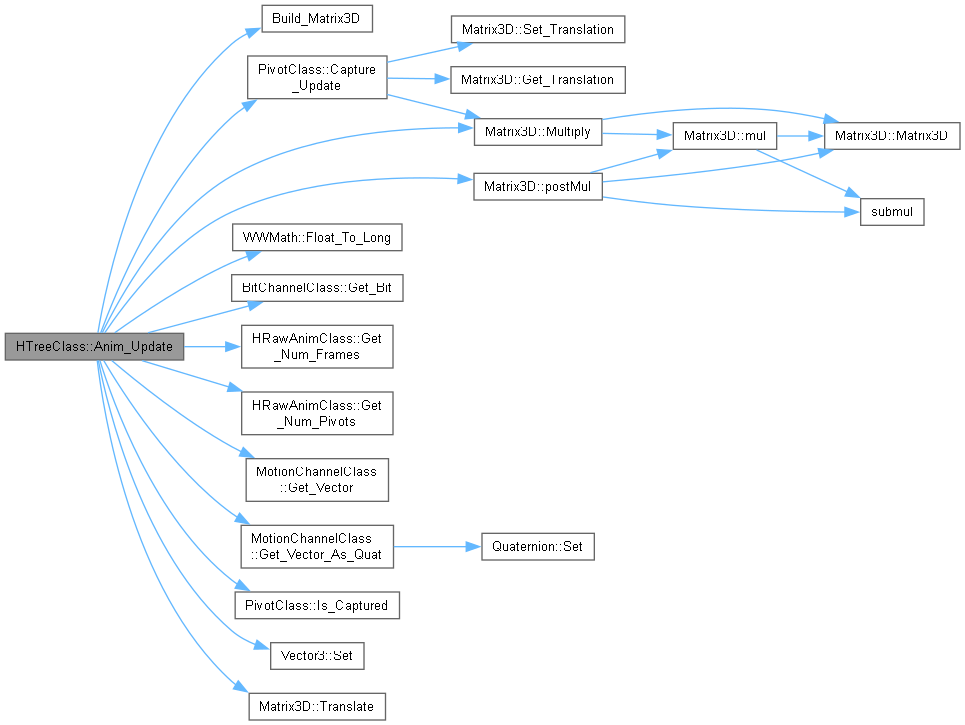 Build_Matrix3D
Matrix3D::Set_Translation
PivotClass::Capture
_Update
Matrix3D::Get_Translation
Matrix3D::Multiply
Matrix3D::mul
Matrix3D::Matrix3D
Matrix3D::postMul
submul
WWMath::Float_To_Long
BitChannelClass::Get_Bit
HTreeClass::Anim_Update
HRawAnimClass::Get
_Num_Frames
HRawAnimClass::Get
_Num_Pivots
MotionChannelClass
::Get_Vector
MotionChannelClass
::Get_Vector_As_Quat
Quaternion::Set
PivotClass::Is_Captured
Vector3::Set
Matrix3D::Translate